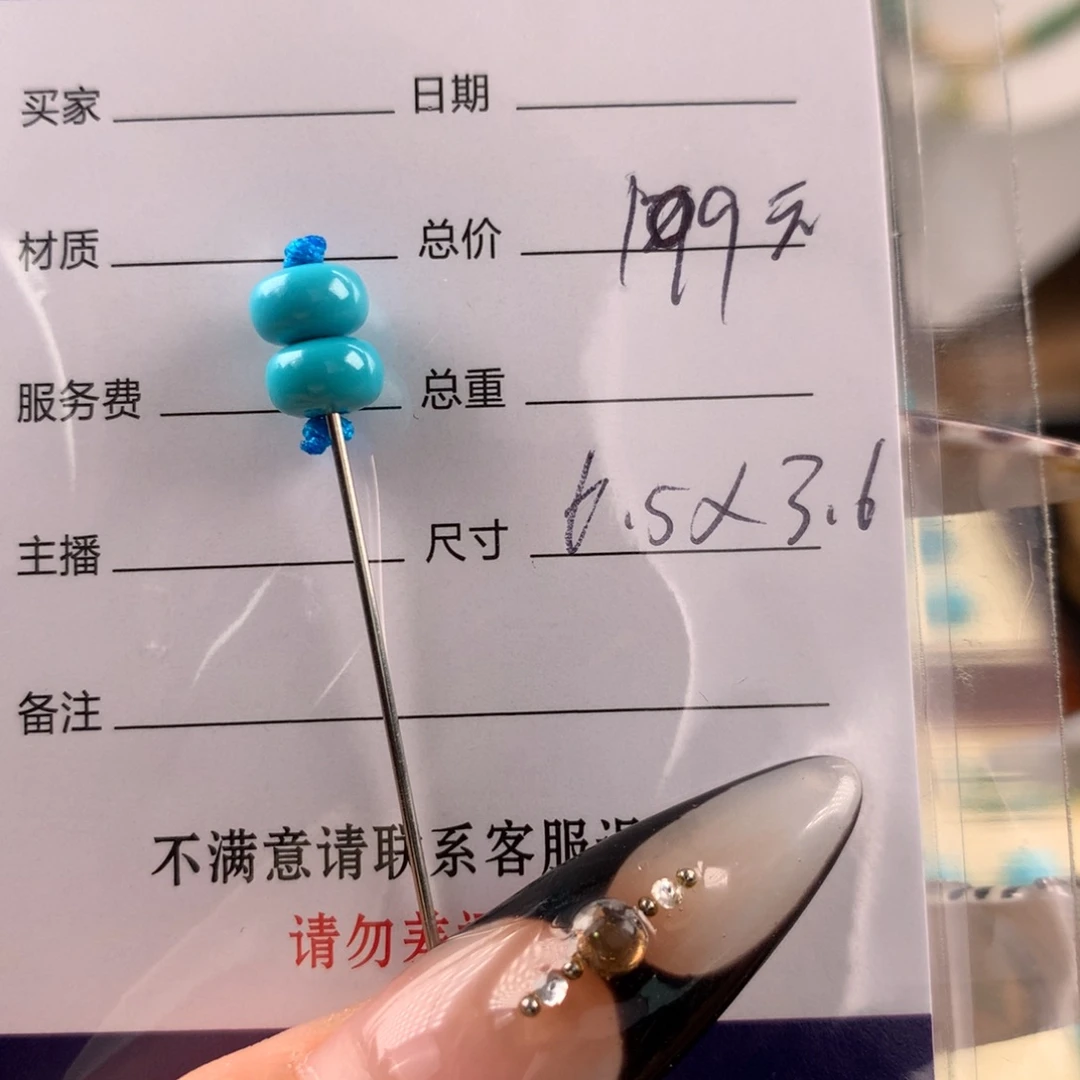 买家 日期
材质 总价 199元
服务费 总重
主播 尺寸 6.5×3.6
备注
不满意请联系客服
请勿差